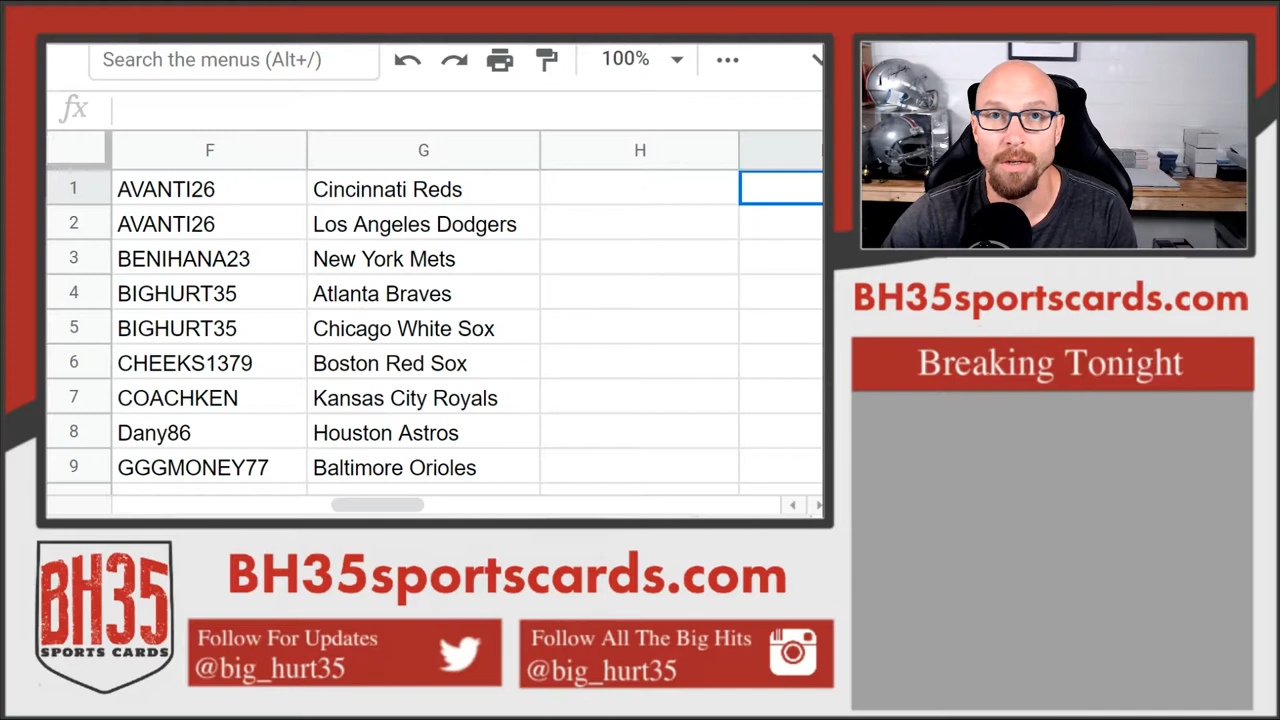 Search the menus (Alt+/)
100%
fx
F G H
1 AVANTI26 Cincinnati Reds
2 AVANTI26 Los Angeles Dodgers
3 BENIHANA23 New York Mets
4 BIGHURT35 Atlanta Braves
5 BIGHURT35 Chicago White Sox
6 CHEEKS1379 Boston Red Sox
7 COACHKEN Kansas City Royals
8 Dany86 Houston Astros
9 GGGMONEY77 Baltimore Orioles
BH35sportscards.com
Breaking Tonight
BH35
SPORTS CARDS
BH35sportscards.com
Follow For Updates
@big_hurt35
Follow All The Big Hits
@big_hurt35